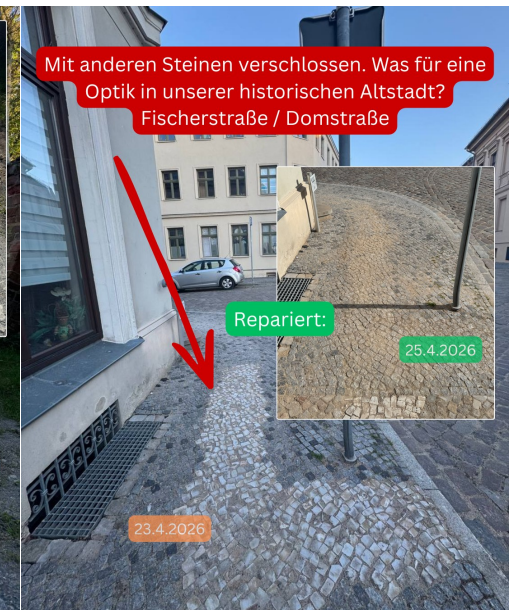 Mit anderen Steinen verschlossen. Was für eine
Optik in unserer historischen Altstadt?
Fischerstraße / Domstraße
Repariert:
25.4.2026
23.4.2026